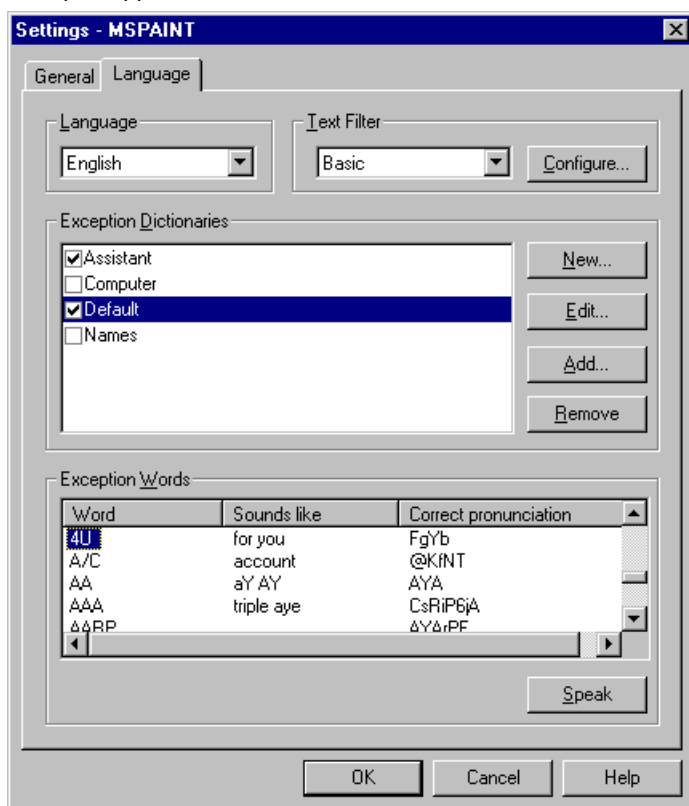 Settings - MSPAINT
General Language
Language Text Filter
English Basic Configure...
Exception Dictionaries
Assistant New...
Computer
Default Edit...
Names
Add...
Remove
Exception Words
Word Sounds like Correct pronunciation
4U for you FgYb
A/C account @KfNT
AA aY AY AYA
AAA triple aye CsRiP6jA
AARP AYArPE
Speak
OK Cancel Help